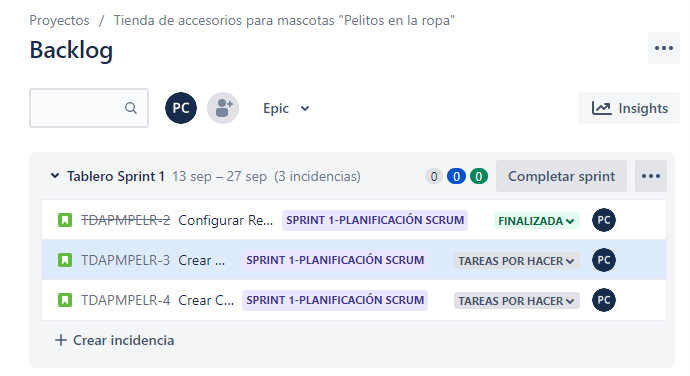 Proyectos / Tienda de accesorios para mascotas "Pelitos en la ropa"
Backlog
PC Epic Insights
Tablero Sprint 1 13 sep – 27 sep (3 incidencias) 0 0 0 Completar sprint
TDAPMPELR-2 Configurar Re... SPRINT 1-PLANIFICACIÓN SCRUM FINALIZADA PC
TDAPMPELR-3 Crear ... SPRINT 1-PLANIFICACIÓN SCRUM TAREAS POR HACER PC
TDAPMPELR-4 Crear C... SPRINT 1-PLANIFICACIÓN SCRUM TAREAS POR HACER PC
+ Crear incidencia